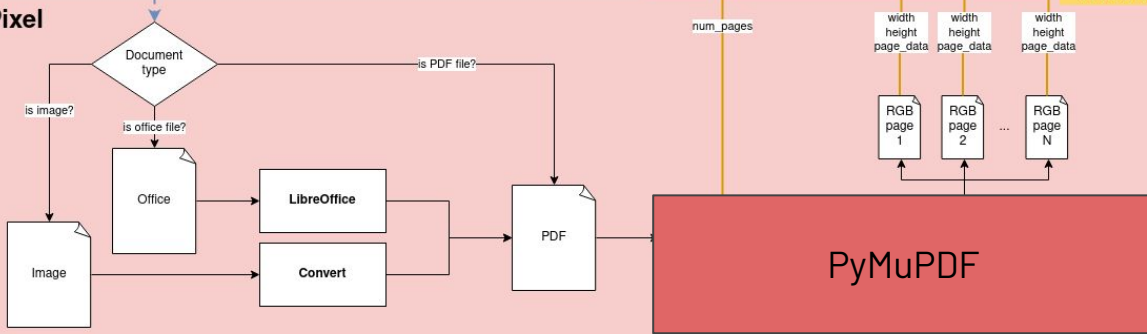 Pixel
Document
type
is image?
is office file?
is PDF file?
num_pages
width
height
page_data
width
height
page_data
width
height
page_data
RGB
page
1
RGB
page
2
...
RGB
page
N
Office
LibreOffice
Image
Convert
PDF
PyMuPDF